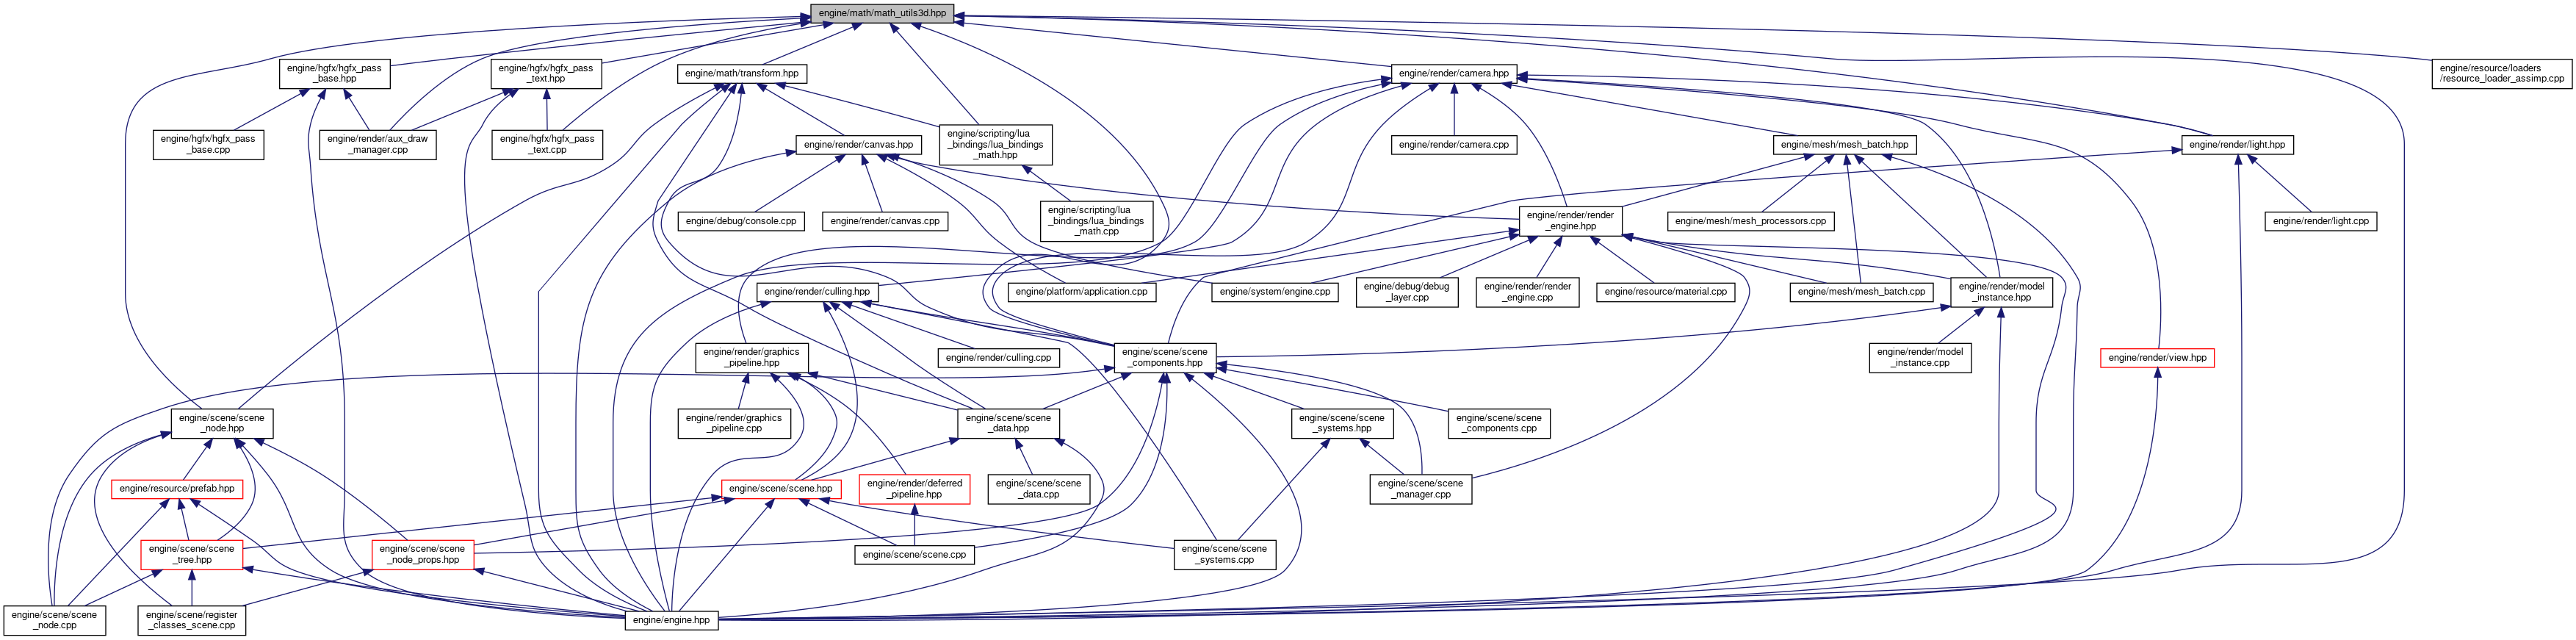 engine/math/math_utils3d.hpp
engine/hgfx/hgfx_pass
_base.hpp
engine/hgfx/hgfx_pass
_text.hpp
engine/math/transform.hpp
engine/render/camera.hpp
engine/resource/loaders
/resource_loader_assimp.cpp
engine/hgfx/hgfx_pass
_base.cpp
engine/render/aux_draw
_manager.cpp
engine/hgfx/hgfx_pass
_text.cpp
engine/render/canvas.hpp
engine/scripting/lua
_bindings/lua_bindings
_math.hpp
engine/render/camera.cpp
engine/mesh/mesh_batch.hpp
engine/render/light.hpp
engine/debug/console.cpp
engine/render/canvas.cpp
engine/scripting/lua
_bindings/lua_bindings
_math.cpp
engine/render/render
_engine.hpp
engine/mesh/mesh_processors.cpp
engine/render/light.cpp
engine/render/culling.hpp
engine/platform/application.cpp
engine/system/engine.cpp
engine/debug/debug
_layer.cpp
engine/render/render
_engine.cpp
engine/resource/material.cpp
engine/mesh/mesh_batch.cpp
engine/render/model
_instance.hpp
engine/render/graphics
_pipeline.hpp
engine/render/culling.cpp
engine/scene/scene
_components.hpp
engine/render/model
_instance.cpp
engine/render/view.hpp
engine/scene/scene
_node.hpp
engine/render/graphics
_pipeline.cpp
engine/scene/scene
_data.hpp
engine/scene/scene
_systems.hpp
engine/scene/scene
_components.cpp
engine/resource/prefab.hpp
engine/scene/scene.hpp
engine/render/deferred
_pipeline.hpp
engine/scene/scene
_data.cpp
engine/scene/scene
_manager.cpp
engine/scene/scene
_tree.hpp
engine/scene/scene
_node_props.hpp
engine/scene/scene.cpp
engine/scene/scene
_systems.cpp
engine/scene/scene
_node.cpp
engine/scene/register
_classes_scene.cpp
engine/engine.hpp